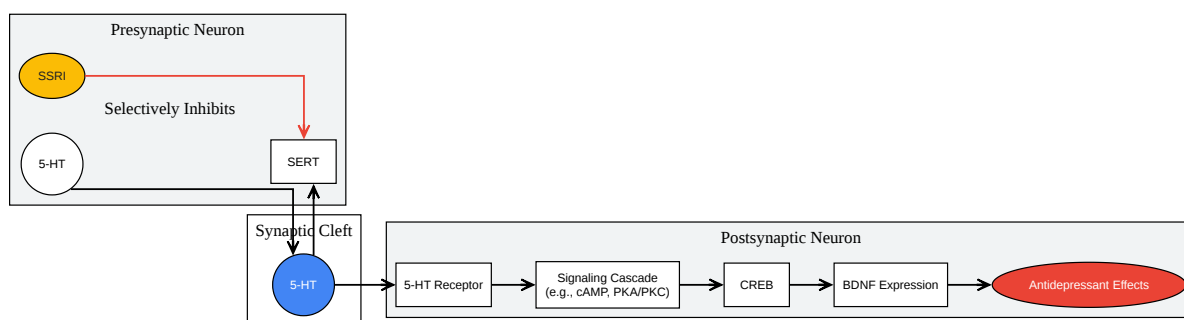 Presynaptic Neuron
SSRI
Selectively Inhibits
5-HT
SERT
Synaptic Cleft
5-HT
Postsynaptic Neuron
5-HT Receptor
Signaling Cascade
(e.g., cAMP, PKA/PKC)
CREB
BDNF Expression
Antidepressant Effects